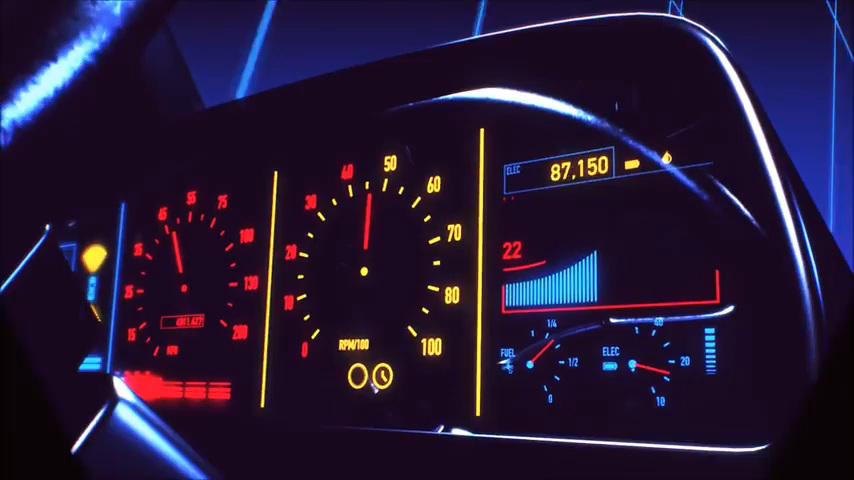 ELEC 87,150
22
45 55 75
35 100
25 130
15 200
MPH
40 50 60
30 70
20 80
10 100
0
RPM/100
FUEL 1/4 1/2 0
ELEC 40 20 10